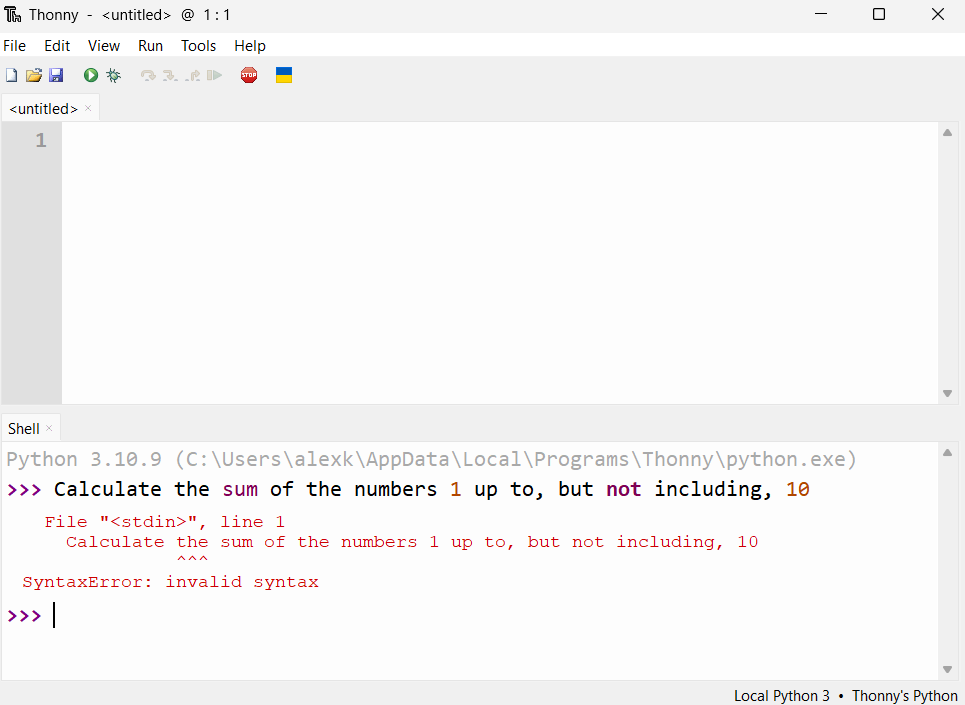 Thonny - <untitled> @ 1 : 1
File Edit View Run Tools Help
STOP
<untitled> ×
1
Shell ×
Python 3.10.9 (C:\Users\alexk\AppData\Local\Programs\Thonny\python.exe)
>>> Calculate the sum of the numbers 1 up to, but not including, 10
File "<stdin>", line 1
Calculate the sum of the numbers 1 up to, but not including, 10
^^^
SyntaxError: invalid syntax
>>>
Local Python 3 • Thonny's Python